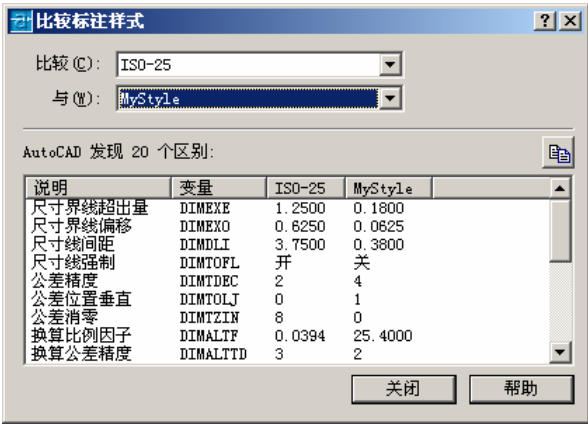 比较标注样式
比较(C): ISO-25
与(W): MyStyle
AutoCAD 发现 20 个区别:
说明 变量 ISO-25 MyStyle
尺寸界线超出量 DIMEXE 1.2500 0.1800
尺寸界线偏移 DIMEXO 0.6250 0.0625
尺寸线间距 DIMDLI 3.7500 0.3800
尺寸线强制 DIMTOFL 开 关
公差精度 DIMTDEC 2 4
公差位置垂直 DIMTOLJ 0 1
公差消零 DIMTZIN 8 0
换算比例因子 DIMALTF 0.0394 25.4000
换算公差精度 DIMALTTD 3 2
关闭 帮助